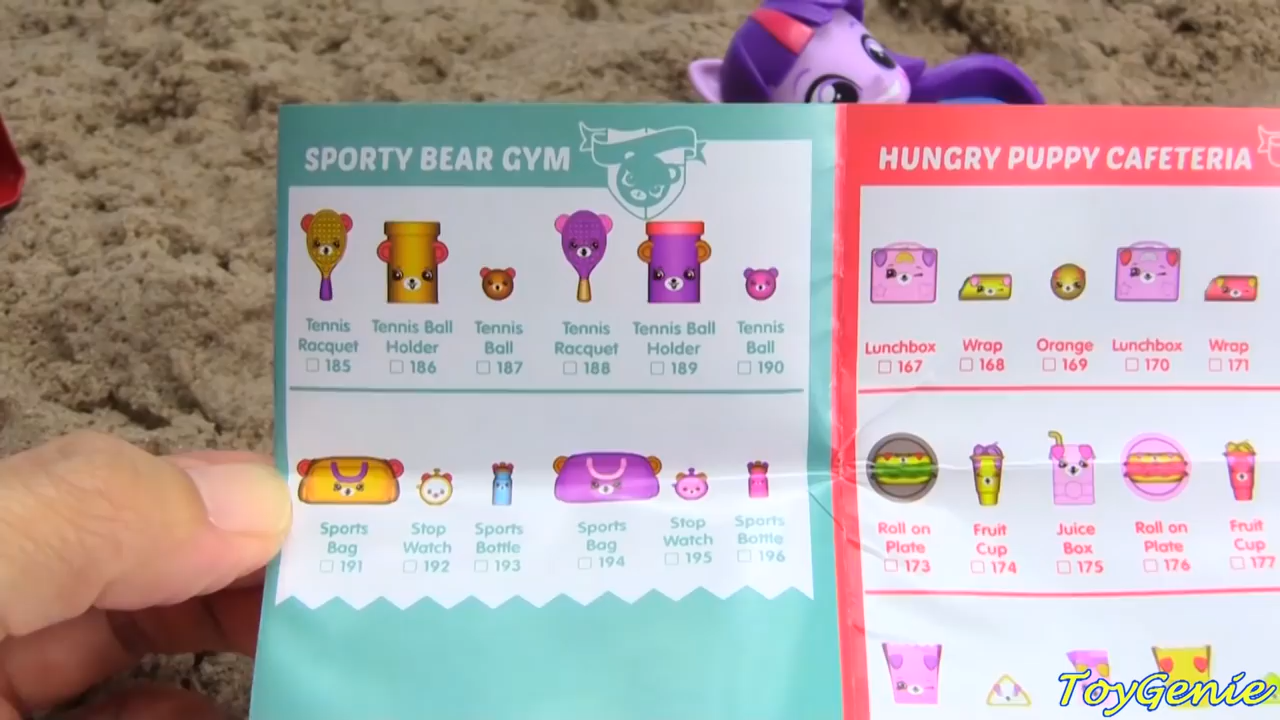 SPORTY BEAR GYM
Tennis Racquet
185
Tennis Ball Holder
186
Tennis Ball
187
Tennis Racquet
188
Tennis Ball Holder
189
Tennis Ball
190
Sports Bag
191
Stop Watch
192
Sports Bottle
193
Sports Bag
194
Stop Watch
195
Sports Bottle
196
HUNGRY PUPPY CAFETERIA
Lunchbox
167
Wrap
168
Orange
169
Lunchbox
170
Wrap
171
Roll on Plate
173
Fruit Cup
174
Juice Box
175
Roll on Plate
176
Fruit Cup
177
ToyGenie